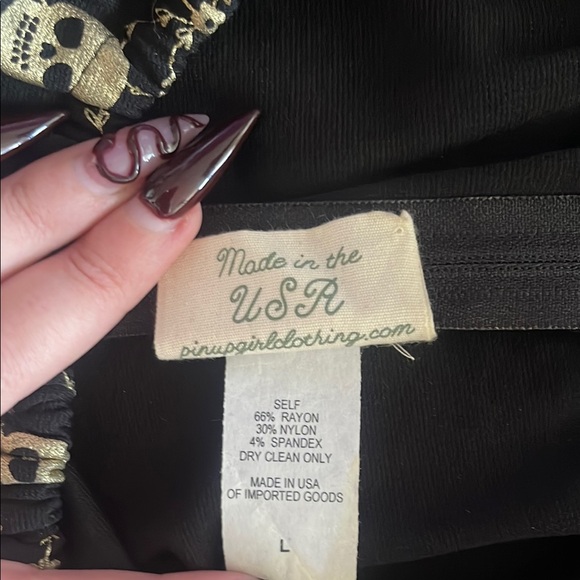 Made in the
USA
pinupgirlclothing.com
SELF
66% RAYON
30% NYLON
4% SPANDEX
DRY CLEAN ONLY
MADE IN USA
OF IMPORTED GOODS
L